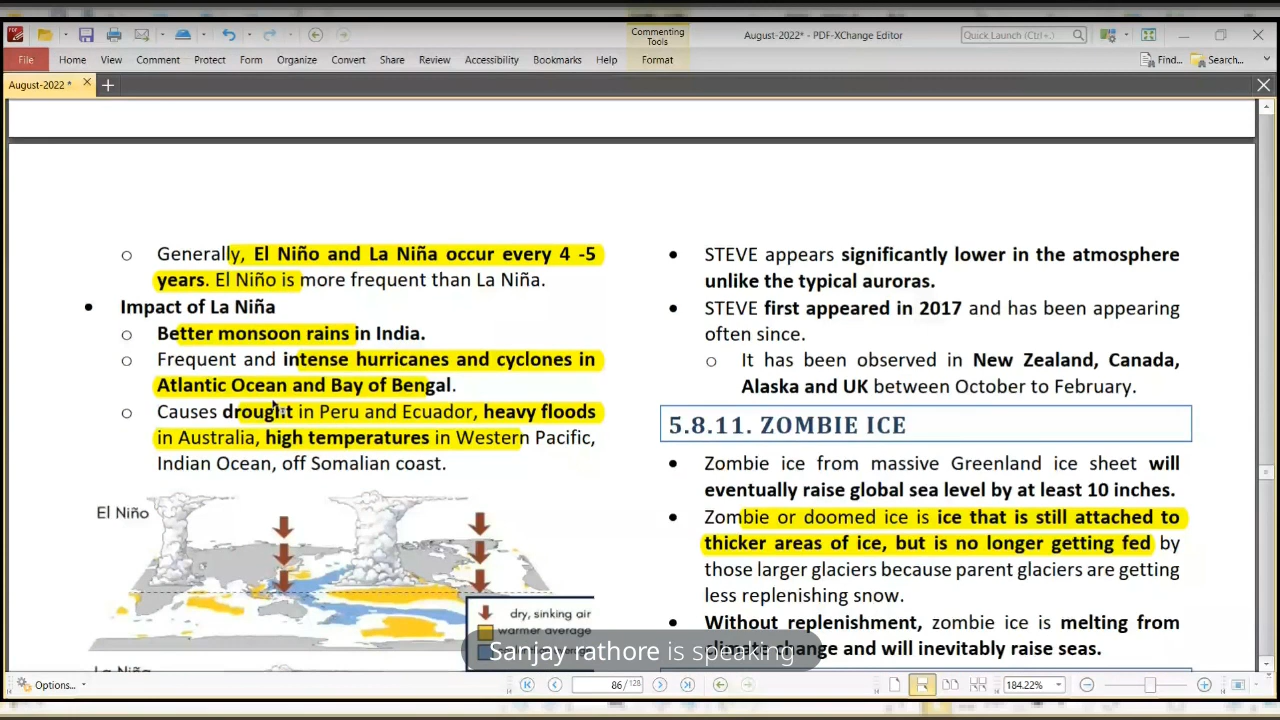 Commenting
Tools
August-2022* - PDF-XChange Editor
Quick Launch (Ctrl+.)
File Home View Comment Protect Form Organize Convert Share Review Accessibility Bookmarks Help Format
Find... Search...
August-2022 *
o Generally, El Niño and La Niña occur every 4 -5
years. El Niño is more frequent than La Niña.
• Impact of La Niña
o Better monsoon rains in India.
o Frequent and intense hurricanes and cyclones in
Atlantic Ocean and Bay of Bengal.
o Causes drought in Peru and Ecuador, heavy floods
in Australia, high temperatures in Western Pacific,
Indian Ocean, off Somalian coast.
El Niño
dry, sinking air
warmer average
• STEVE appears significantly lower in the atmosphere
unlike the typical auroras.
• STEVE first appeared in 2017 and has been appearing
often since.
o It has been observed in New Zealand, Canada,
Alaska and UK between October to February.
5.8.11. ZOMBIE ICE
• Zombie ice from massive Greenland ice sheet will
eventually raise global sea level by at least 10 inches.
• Zombie or doomed ice is ice that is still attached to
thicker areas of ice, but is no longer getting fed by
those larger glaciers because parent glaciers are getting
less replenishing snow.
• Without replenishment, zombie ice is melting from
climate change and will inevitably raise seas.
Sanjay rathore is speaking
Options...
86 / 128
184.22%